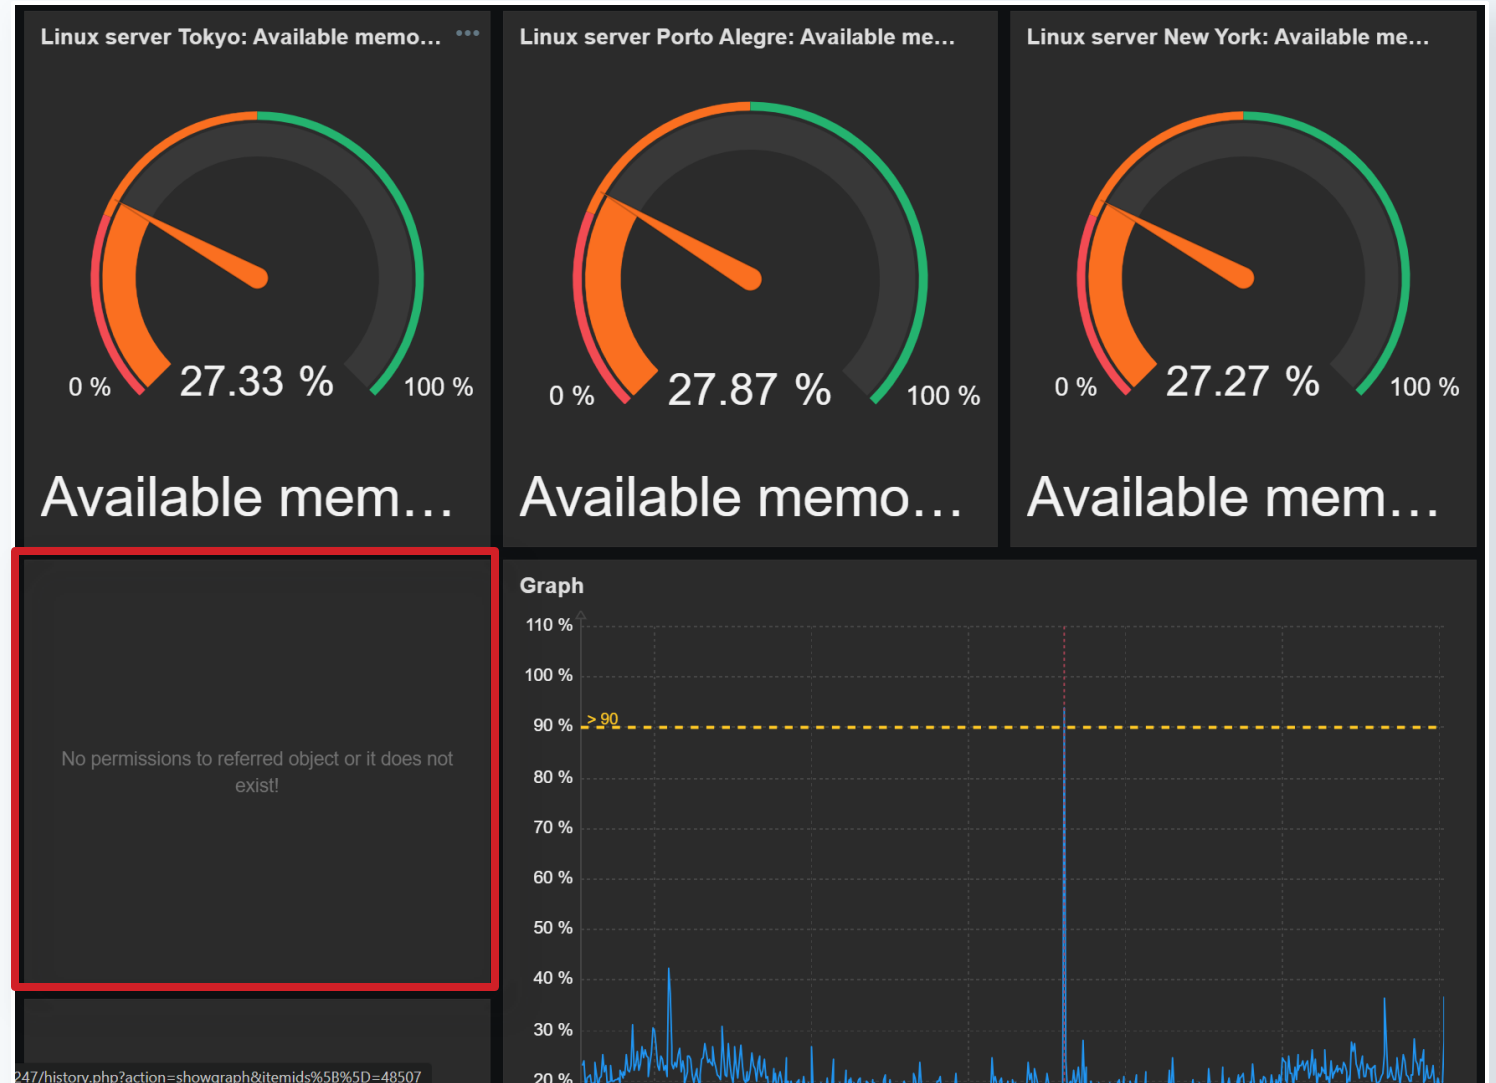 Linux server Tokyo: Available memo...
Linux server Porto Alegre: Available me...
Linux server New York: Available me...
0 %
27.33 %
100 %
0 %
27.87 %
100 %
0 %
27.27 %
100 %
Available mem...
Available memo...
Available mem...
No permissions to referred object or it does not
exist!
Graph
110 %
100 %
90 %
> 90
80 %
70 %
60 %
50 %
40 %
30 %
20 %
247/history.php?action=showgraph&itemids%5B%5D=48507